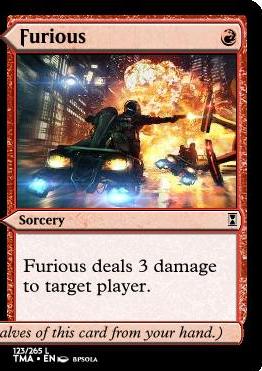 Furious
Sorcery
Furious deals 3 damage
to target player.
alves of this card from your hand.)
123/265 L
TMA • EN BPSOLA